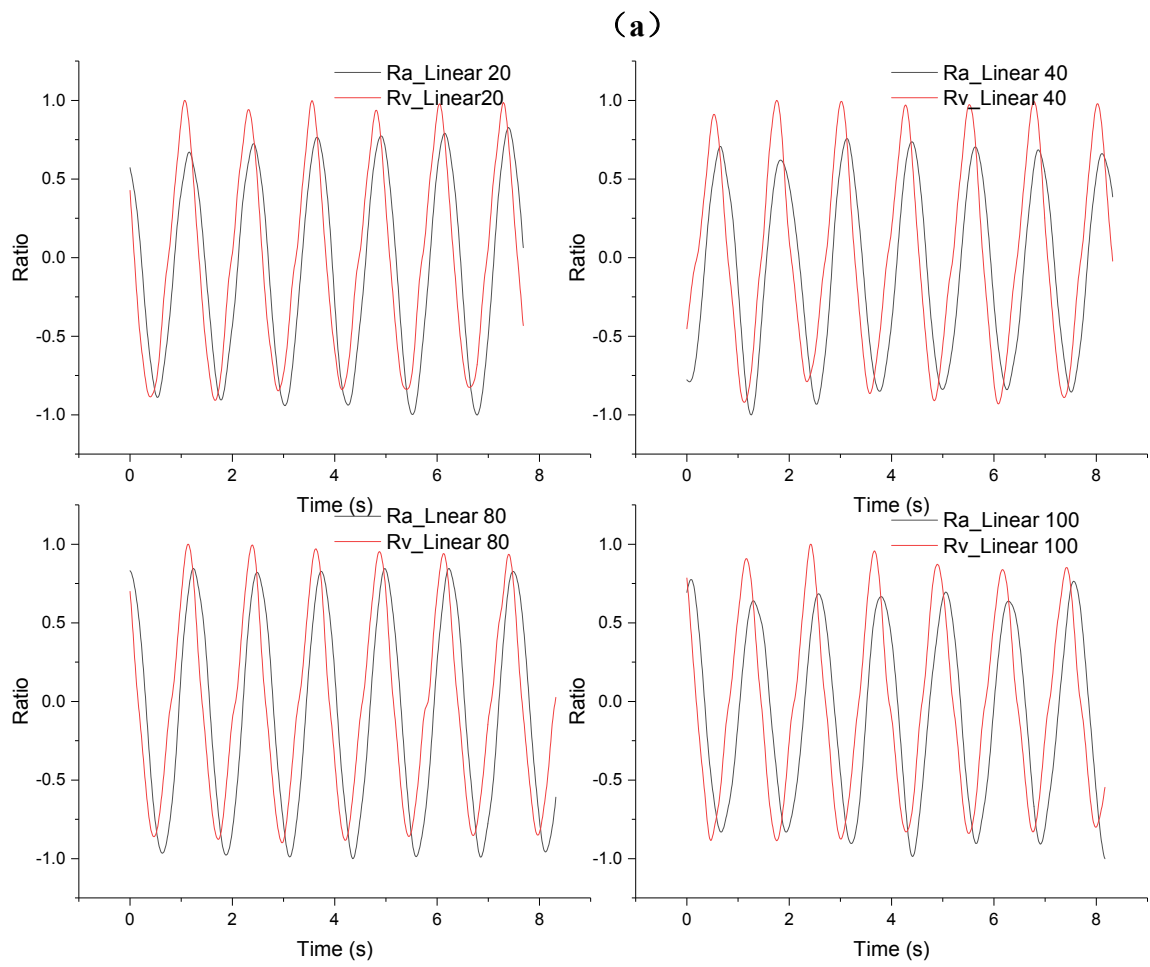 （a）
Ra_Linear 20
Rv_Linear20
1.0
0.5
0.0
-0.5
-1.0
Ratio
0
2
4
6
8
Time (s)
Ra_Linear 40
Rv_Linear 40
1.0
0.5
0.0
-0.5
-1.0
Ratio
0
2
4
6
8
Time (s)
Ra_Lnear 80
Rv_Linear 80
1.0
0.5
0.0
-0.5
-1.0
Ratio
0
2
4
6
8
Time (s)
Ra_Linear 100
Rv_Linear 100
1.0
0.5
0.0
-0.5
-1.0
Ratio
0
2
4
6
8
Time (s)